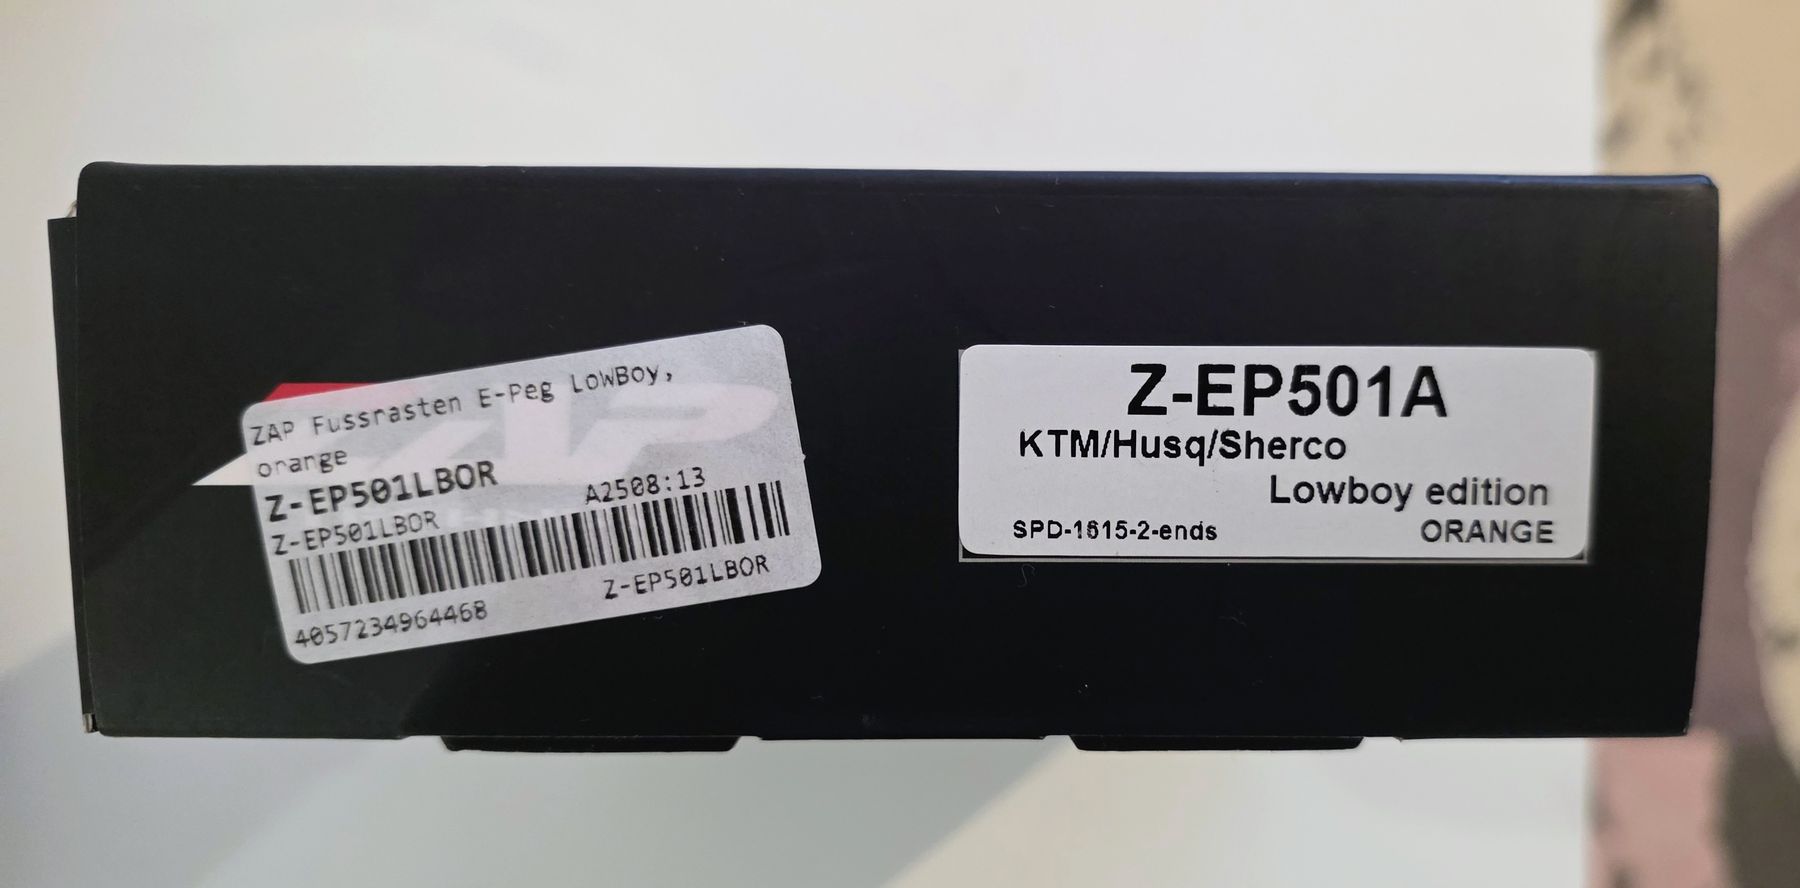 ZAP Fussrasten E-Peg LowBoy,
orange
Z-EP501LBOR
A2508:13
Z-EP501LBOR
Z-EP501LBOR
4057234964468
ZAP
Z-EP501A
KTM/Husq/Sherco
Lowboy edition
SPD-1615-2-ends
ORANGE